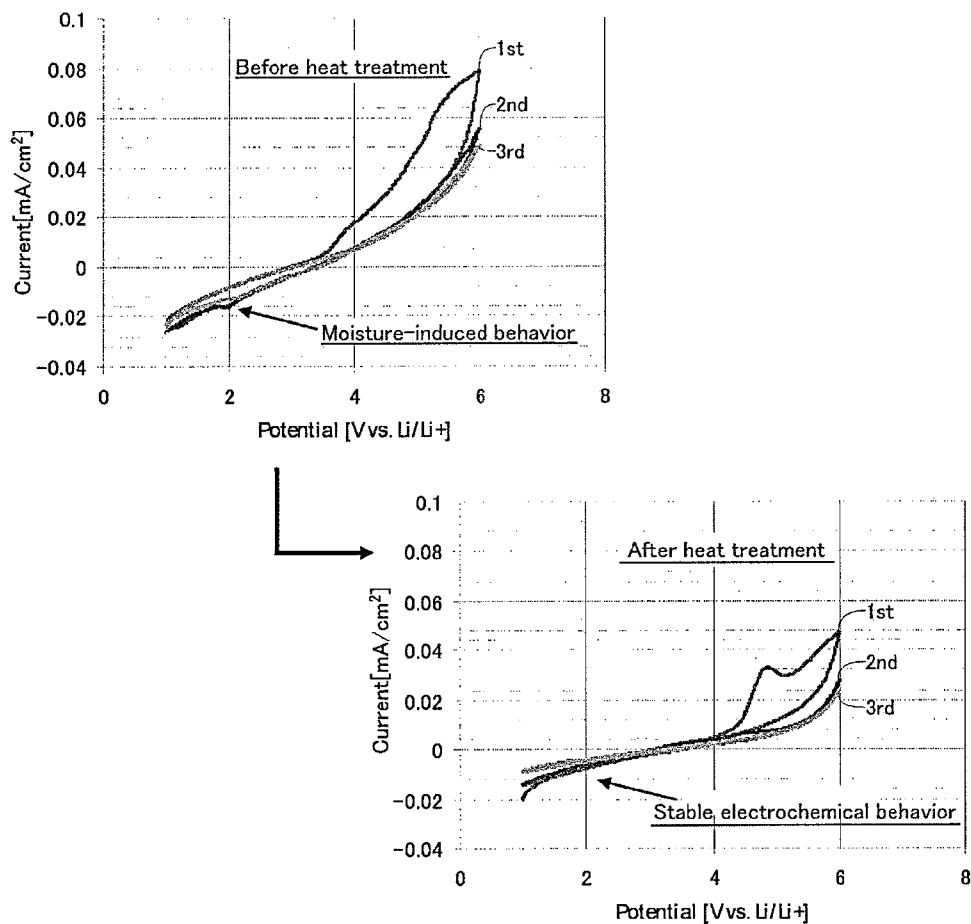 0.1
0.08
0.06
0.04
0.02
0
−0.02
−0.04
Current[mA/cm²]
Before heat treatment
1st
2nd
3rd
Moisture-induced behavior
0 2 4 6 8
Potential [V vs. Li/Li+]
0.1
0.08
0.06
0.04
0.02
0
−0.02
−0.04
Current[mA/cm²]
After heat treatment
1st
2nd
3rd
Stable electrochemical behavior
0 2 4 6 8
Potential [V vs. Li/Li+]